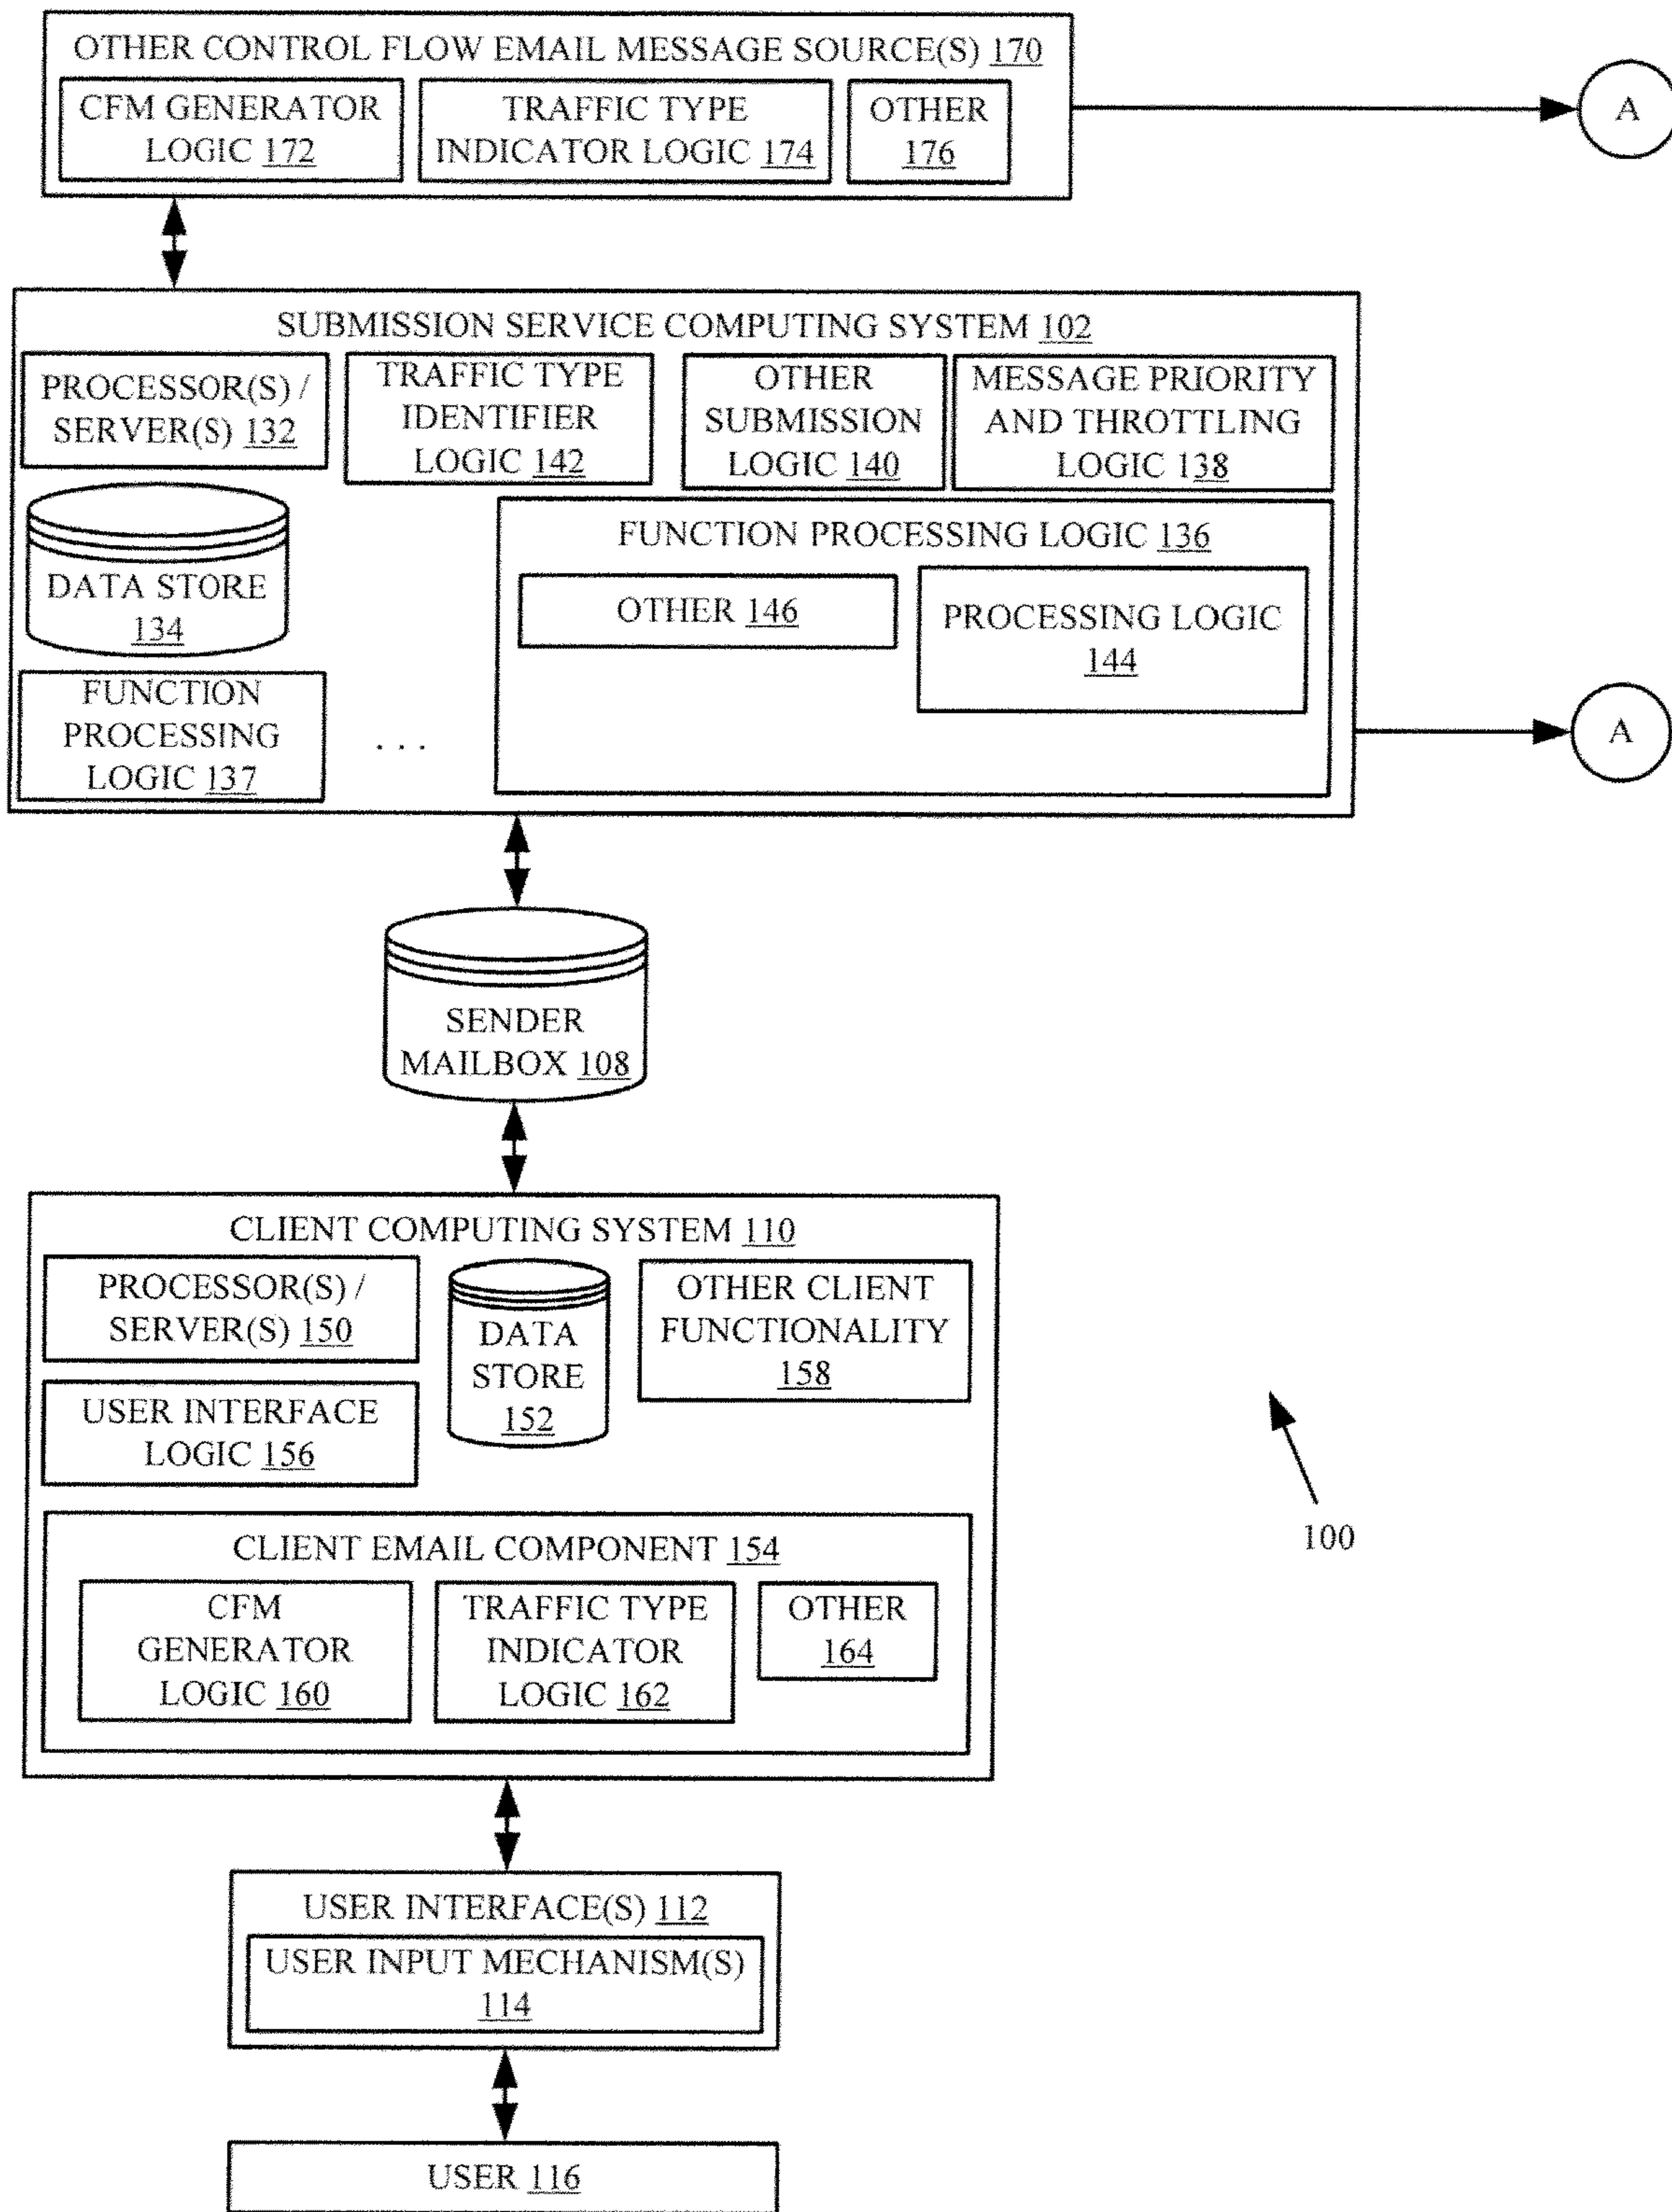 OTHER CONTROL FLOW EMAIL MESSAGE SOURCE(S) 170
CFM GENERATOR
LOGIC 172
TRAFFIC TYPE
INDICATOR LOGIC 174
OTHER
176
A
SUBMISSION SERVICE COMPUTING SYSTEM 102
PROCESSOR(S) /
SERVER(S) 132
TRAFFIC TYPE
IDENTIFIER
LOGIC 142
OTHER
SUBMISSION
LOGIC 140
MESSAGE PRIORITY
AND THROTTLING
LOGIC 138
DATA STORE
134
FUNCTION PROCESSING LOGIC 136
OTHER 146
PROCESSING LOGIC
144
FUNCTION
PROCESSING
LOGIC 137
. . .
A
SENDER
MAILBOX 108
CLIENT COMPUTING SYSTEM 110
PROCESSOR(S) /
SERVER(S) 150
DATA
STORE
152
OTHER CLIENT
FUNCTIONALITY
158
USER INTERFACE
LOGIC 156
100
CLIENT EMAIL COMPONENT 154
CFM
GENERATOR
LOGIC 160
TRAFFIC TYPE
INDICATOR
LOGIC 162
OTHER
164
USER INTERFACE(S) 112
USER INPUT MECHANISM(S)
114
USER 116